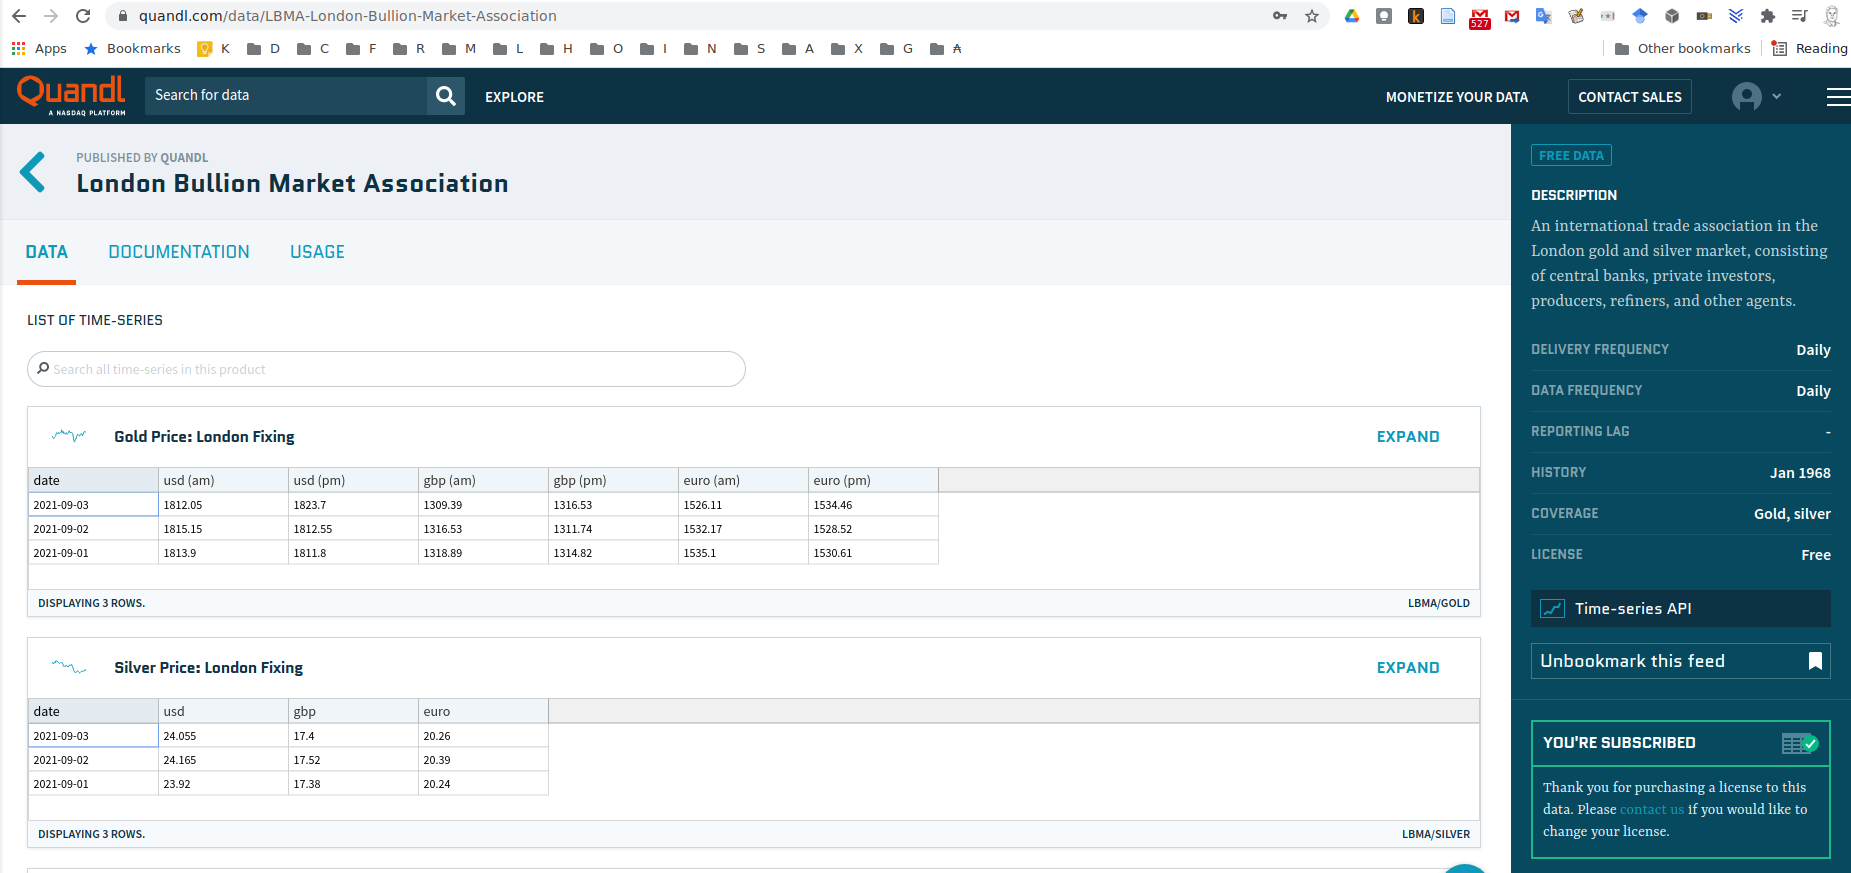 quandl.com/data/LBMA-London-Bullion-Market-Association
527
Apps Bookmarks K D C F R M L H O I N S A X G ₳ Other bookmarks Reading
Quandl
A NASDAQ PLATFORM
Search for data
EXPLORE
MONETIZE YOUR DATA
CONTACT SALES
PUBLISHED BY QUANDL
London Bullion Market Association
DATA DOCUMENTATION USAGE
LIST OF TIME-SERIES
Search all time-series in this product
Gold Price: London Fixing EXPAND
date usd (am) usd (pm) gbp (am) gbp (pm) euro (am) euro (pm)
2021-09-03 1812.05 1823.7 1309.39 1316.53 1526.11 1534.46
2021-09-02 1815.15 1812.55 1316.53 1311.74 1532.17 1528.52
2021-09-01 1813.9 1811.8 1318.89 1314.82 1535.1 1530.61
DISPLAYING 3 ROWS. LBMA/GOLD
Silver Price: London Fixing EXPAND
date usd gbp euro
2021-09-03 24.055 17.4 20.26
2021-09-02 24.165 17.52 20.39
2021-09-01 23.92 17.38 20.24
DISPLAYING 3 ROWS. LBMA/SILVER
FREE DATA
DESCRIPTION
An international trade association in the
London gold and silver market, consisting
of central banks, private investors,
producers, refiners, and other agents.
DELIVERY FREQUENCY Daily
DATA FREQUENCY Daily
REPORTING LAG -
HISTORY Jan 1968
COVERAGE Gold, silver
LICENSE Free
Time-series API
Unbookmark this feed
YOU'RE SUBSCRIBED
Thank you for purchasing a license to this
data. Please contact us if you would like to
change your license.